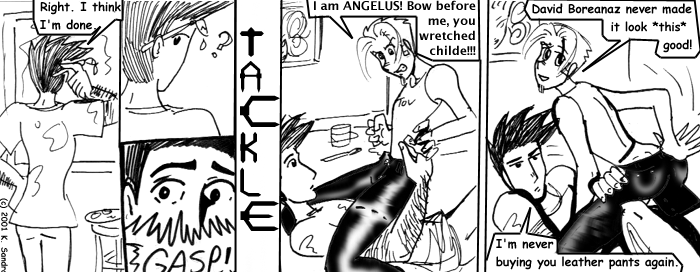 Right. I think
I'm done.
?
GASP!
TACKLE
I am ANGELUS! Bow before
me, you
wretched
childe!!!
Tov
David Boreanaz never made
it look *this*
good!
I'm never
buying you leather pants again.
(c) 2001 K. Sandra